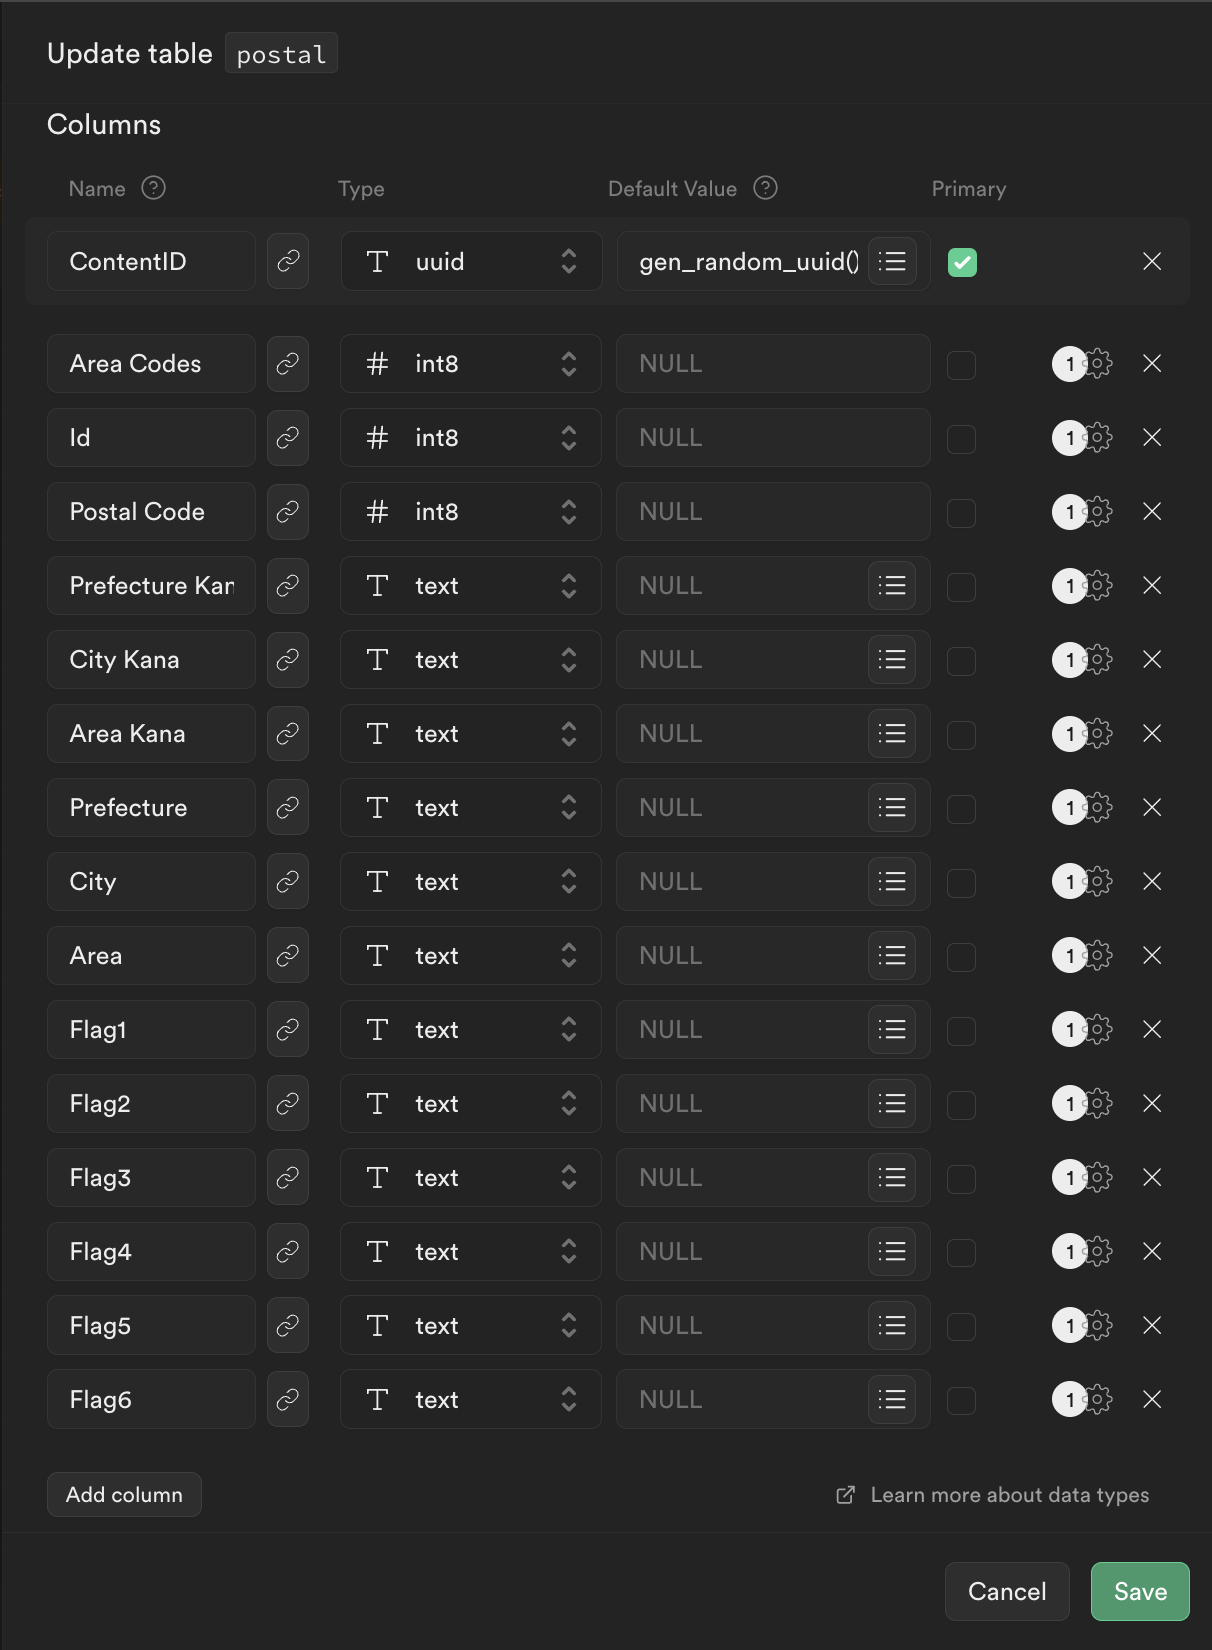 Update table postal
Columns
Name Type Default Value Primary
ContentID uuid gen_random_uuid()
Area Codes int8 NULL 1
Id int8 NULL 1
Postal Code int8 NULL 1
Prefecture Kan text NULL 1
City Kana text NULL 1
Area Kana text NULL 1
Prefecture text NULL 1
City text NULL 1
Area text NULL 1
Flag1 text NULL 1
Flag2 text NULL 1
Flag3 text NULL 1
Flag4 text NULL 1
Flag5 text NULL 1
Flag6 text NULL 1
Add column Learn more about data types
Cancel Save